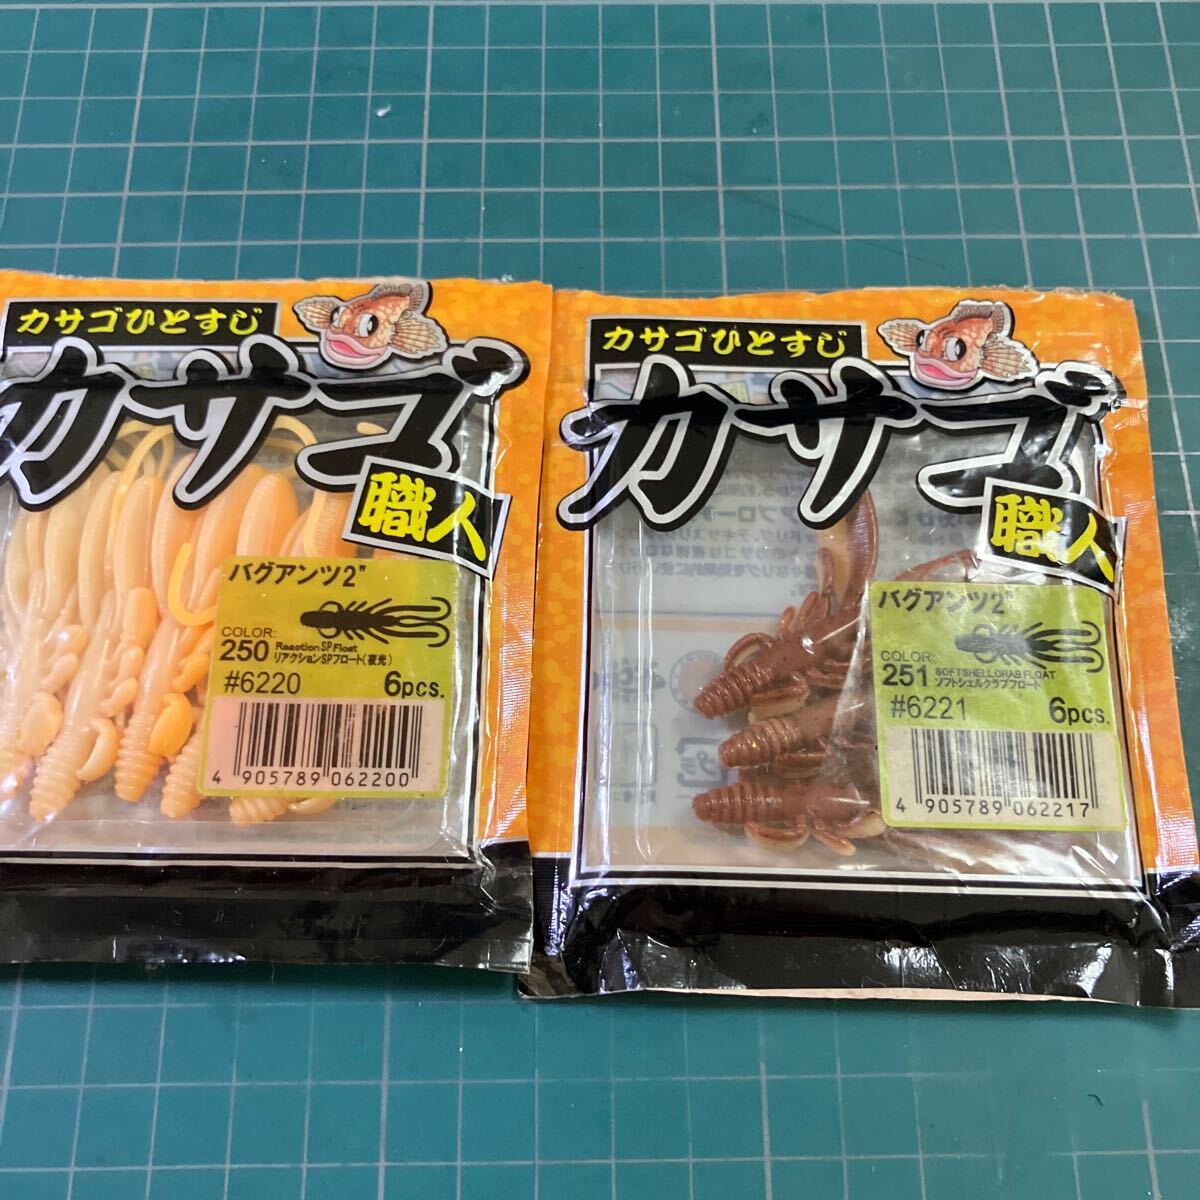 カサゴひとすじ
カサゴ
職人
バグアンツ2"
COLOR:
250 Reaction SP Float
リアクションSPフロート(夜光)
#6220 6pcs.
4 905789 062200
カサゴひとすじ
カサゴ
職人
バグアンツ2"
COLOR:
251 SOFTSHELLCRAB FLOAT
ソフトシェルクラブフロート
#6221 6pcs.
4 905789 062217